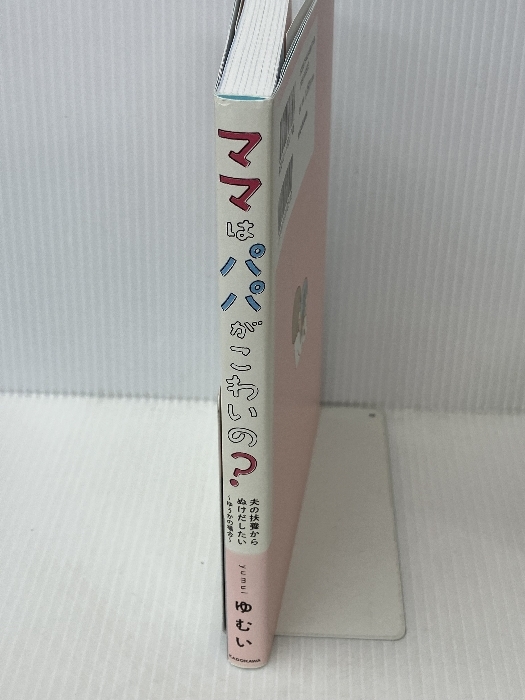 ママはパパがこわいの?
夫の扶養から
ぬけだしたい
~ゆうかの場合~
yumui
ゆむい
KADOKAWA